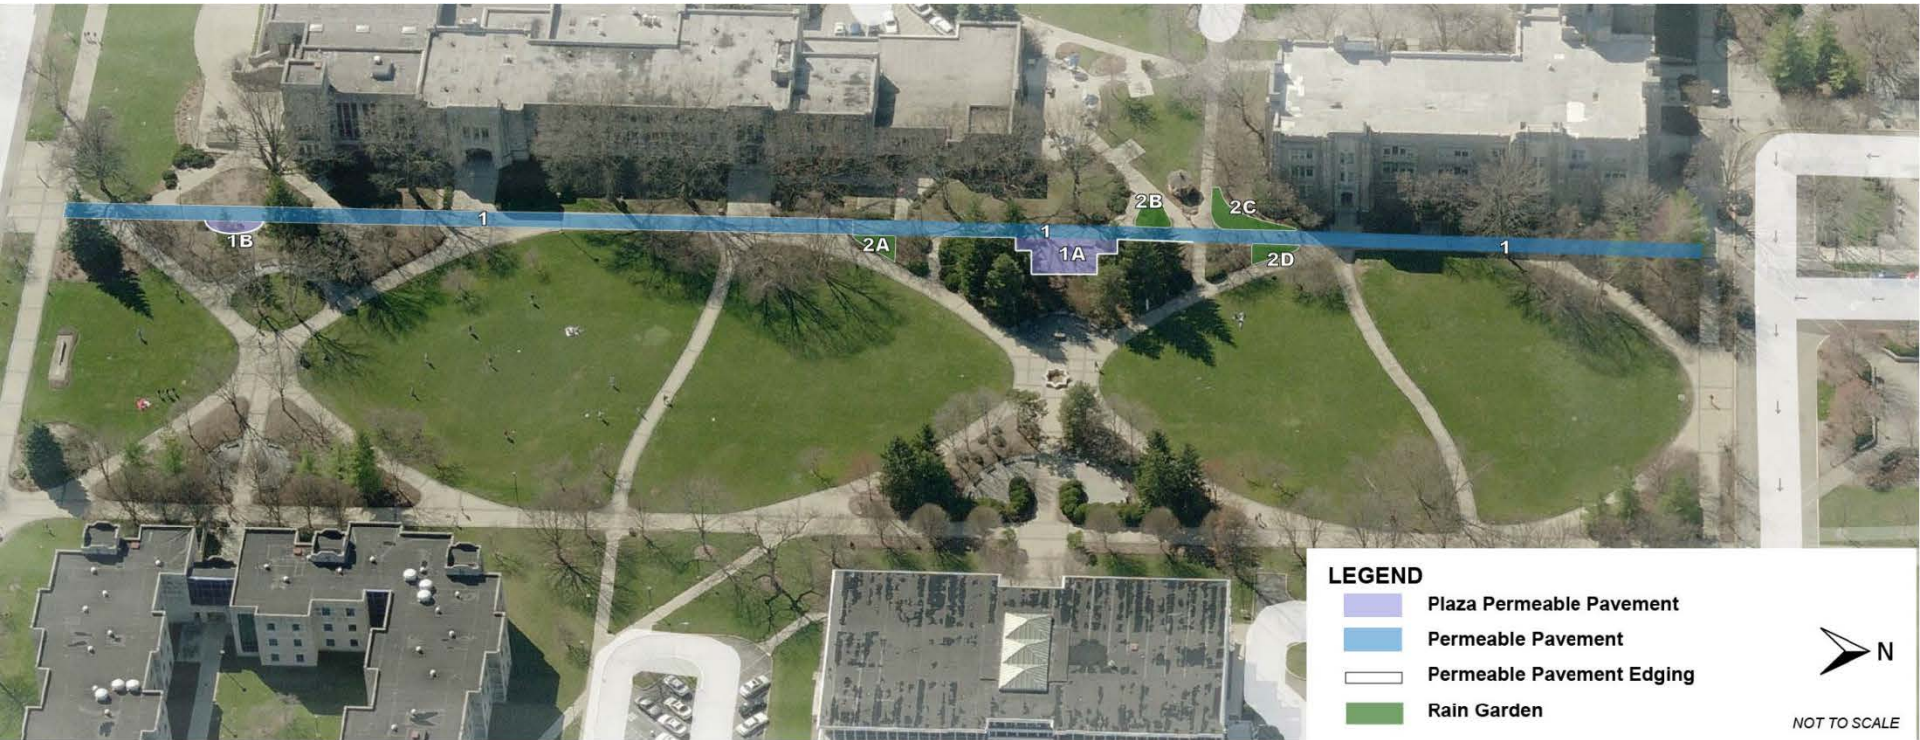 2B
2C
1B
1
2A
1
1A
2D
1
LEGEND
Plaza Permeable Pavement
Permeable Pavement
Permeable Pavement Edging
Rain Garden
N
NOT TO SCALE